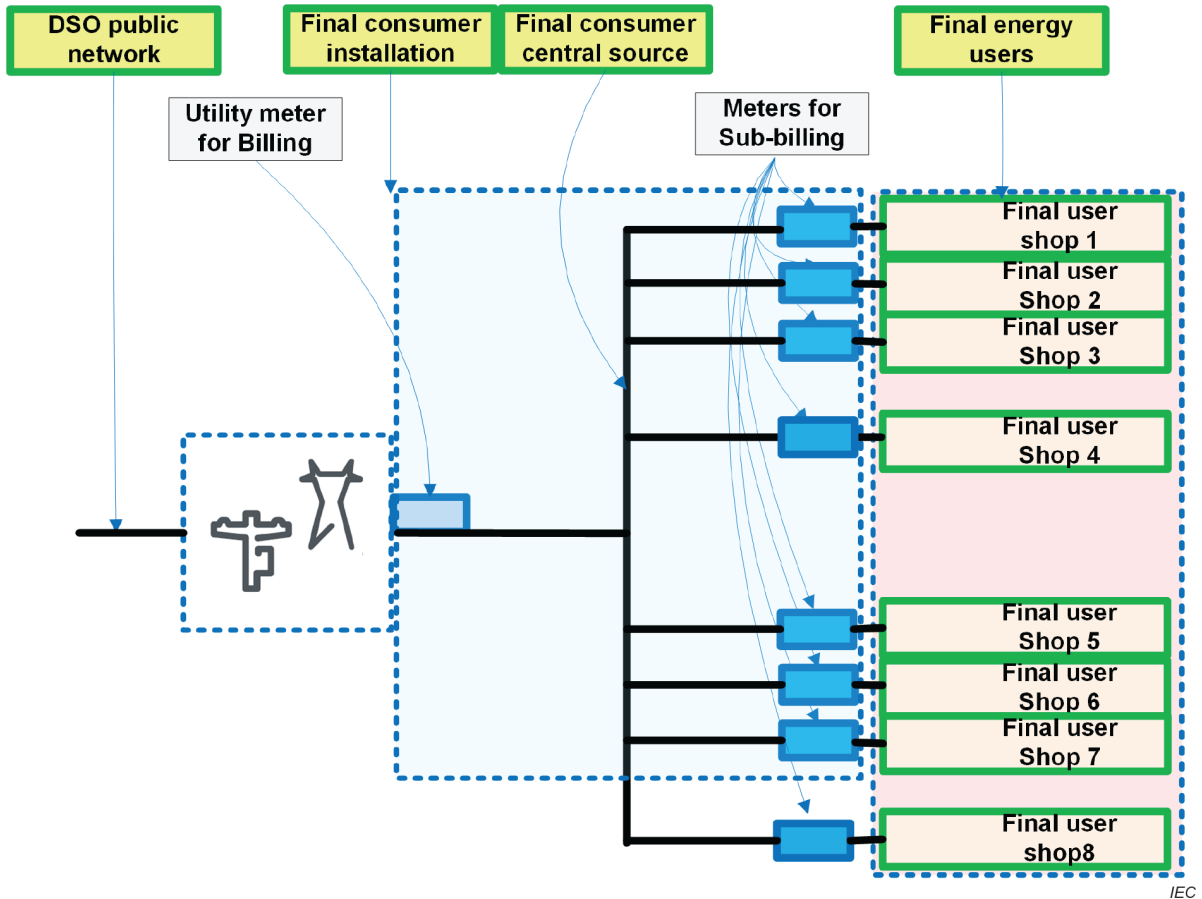 DSO public
network
Final consumer
installation
Final consumer
central source
Final energy
users
Utility meter
for Billing
Meters for
Sub-billing
Final user
shop 1
Final user
Shop 2
Final user
Shop 3
Final user
Shop 4
Final user
Shop 5
Final user
Shop 6
Final user
Shop 7
Final user
shop8
IEC